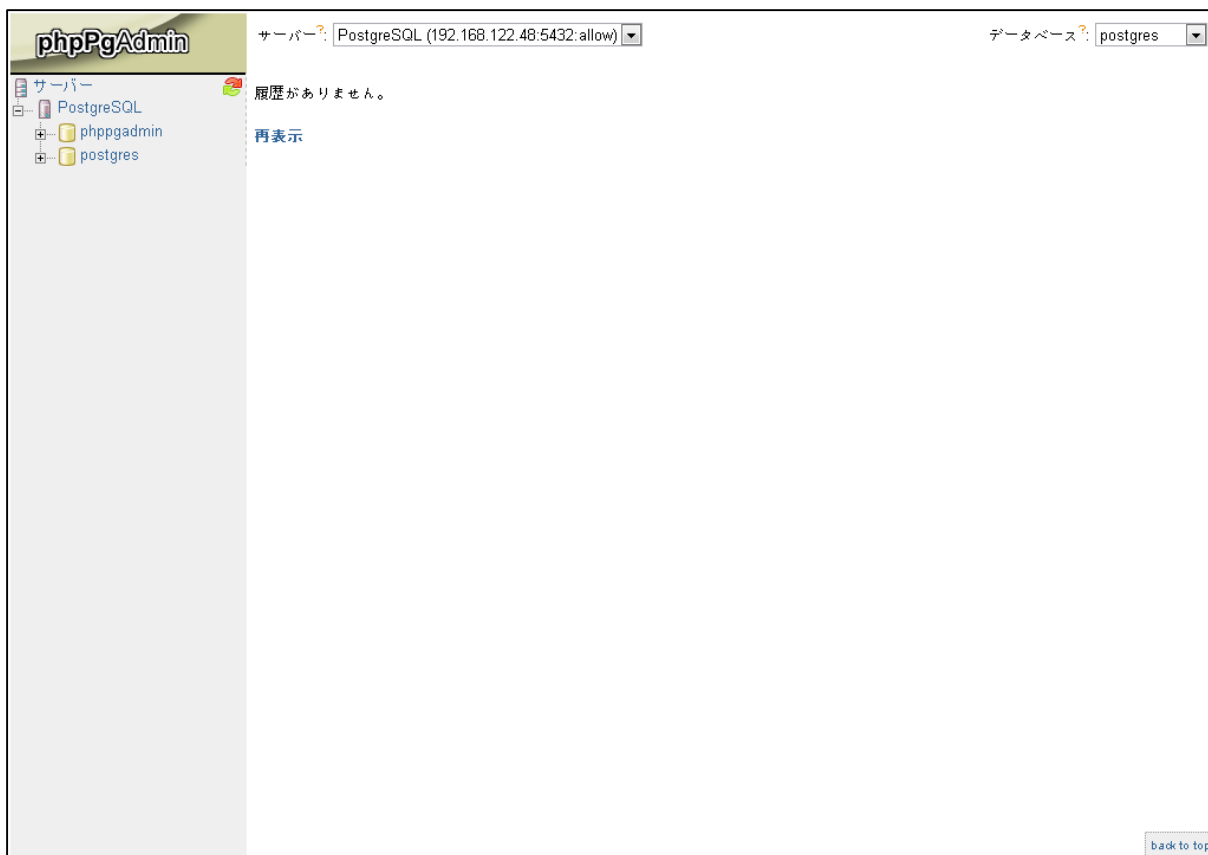 phpPgAdmin
サーバー?: PostgreSQL (192.168.122.48:5432:allow)
データベース?: postgres
サーバー
PostgreSQL
phppgadmin
postgres
履歴がありません。
再表示
back to top